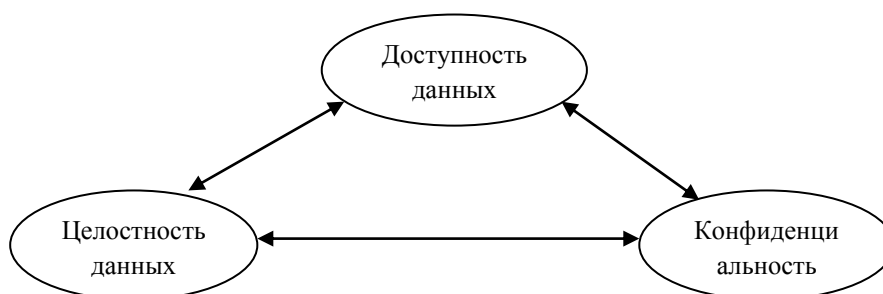 Доступность
данных
Целостность
данных
Конфиденци
альность